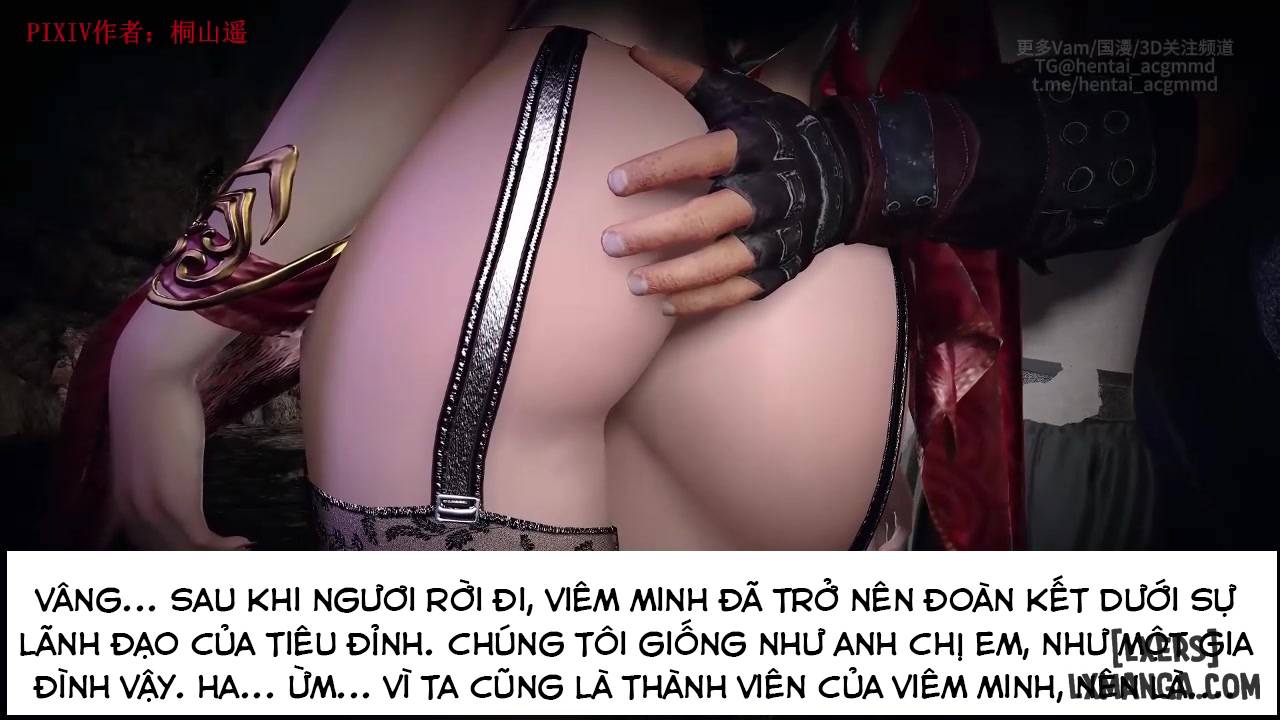 PIXIV作者：桐山遥
更多Vam/国漫/3D关注频道
TG@hentai_acgmmd
t.me/hentai_acgmmd
VÂNG... SAU KHI NGƯƠI RỜI ĐI, VIÊM MINH ĐÃ TRỞ NÊN ĐOÀN KẾT DƯỚI SỰ
LÃNH ĐẠO CỦA TIÊU ĐỈNH. CHÚNG TÔI GIỐNG NHƯ ANH CHỊ EM, NHƯ MỘT GIA
ĐÌNH VẬY. HA... ỪM... VÌ TA CŨNG LÀ THÀNH VIÊN CỦA VIÊM MINH, NÊN LÀ...
[LXERS]
LXMANGA.COM